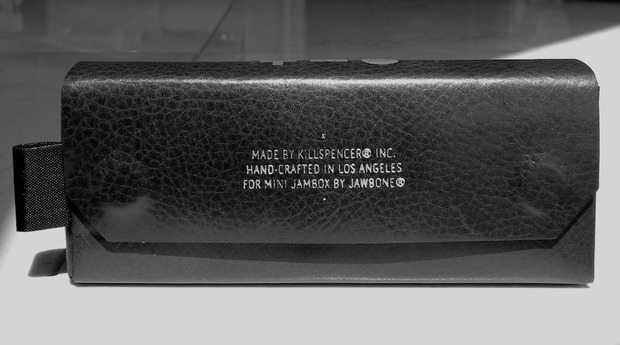 x
MADE BY KILLSPENCER® INC.
HAND-CRAFTED IN LOS ANGELES
FOR MINI JAMBOX BY JAWBONE®